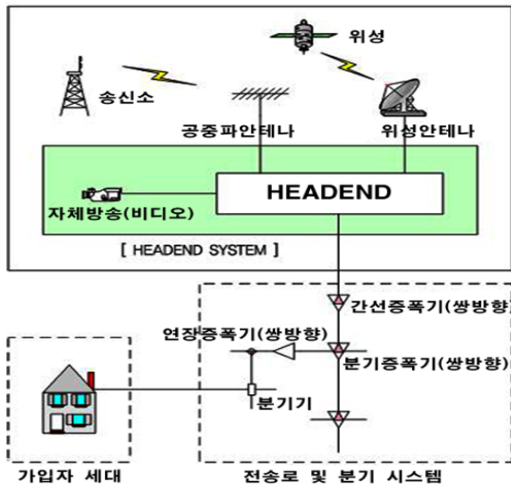 위성
송신소
공중파안테나
위성안테나
HEADEND
자체방송(비디오)
[ HEADEND SYSTEM ]
간선증폭기(쌍방향)
연장증폭기(쌍방향)
분기증폭기(쌍방향)
분기기
가입자 세대
전송로 및 분기 시스템